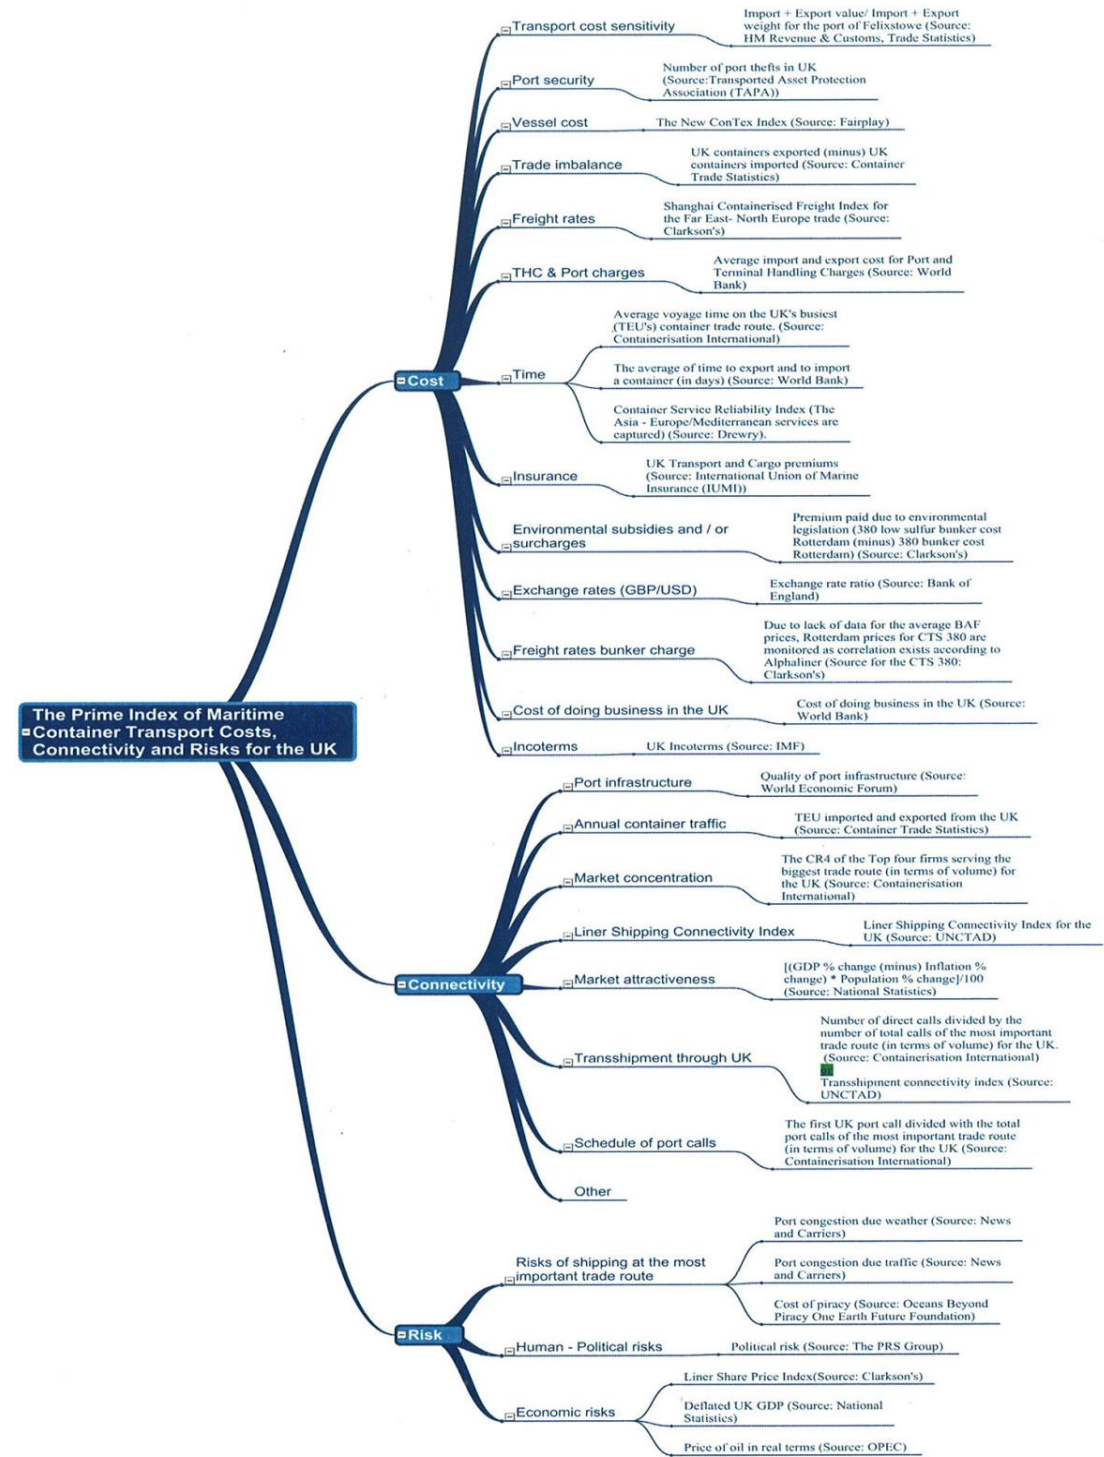 Transport cost sensitivity
Import + Export value/ Import + Export
weight for the port of Felixstowe (Source:
HM Revenue & Customs, Trade Statistics)
Port security
Number of port thefts in UK
(Source:Transported Asset Protection
Association (TAPA))
Vessel cost
The New ConTex Index (Source: Fairplay)
Trade imbalance
UK containers exported (minus) UK
containers imported (Source: Container
Trade Statistics)
Freight rates
Shanghai Containerised Freight Index for
the Far East- North Europe trade (Source:
Clarkson's)
THC & Port charges
Average import and export cost for Port and
Terminal Handling Charges (Source: World
Bank)
Cost
Time
Average voyage time on the UK's busiest
(TEU's) container trade route. (Source:
Containerisation International)
The average of time to export and to import
a container (in days) (Source: World Bank)
Container Service Reliability Index (The
Asia - Europe/Mediterranean services are
captured) (Source: Drewry).
Insurance
UK Transport and Cargo premiums
(Source: International Union of Marine
Insurance (IUMI))
Environmental subsidies and / or
surcharges
Premium paid due to environmental
legislation (380 low sulfur bunker cost
Rotterdam (minus) 380 bunker cost
Rotterdam) (Source: Clarkson's)
Exchange rates (GBP/USD)
Exchange rate ratio (Source: Bank of
England)
Freight rates bunker charge
Due to lack of data for the average BAF
prices, Rotterdam prices for CTS 380 are
monitored as correlation exists according to
Alphaliner (Source for the CTS 380:
Clarkson's)
Cost of doing business in the UK
Cost of doing business in the UK (Source:
World Bank)
Incoterms
UK Incoterms (Source: IMF)
The Prime Index of Maritime
Container Transport Costs,
Connectivity and Risks for the UK
Port infrastructure
Quality of port infrastructure (Source:
World Economic Forum)
Annual container traffic
TEU imported and exported from the UK
(Source: Container Trade Statistics)
Market concentration
The CR4 of the Top four firms serving the
biggest trade route (in terms of volume) for
the UK (Source: Containerisation
International)
Liner Shipping Connectivity Index
Liner Shipping Connectivity Index for the
UK (Source: UNCTAD)
Connectivity
Market attractiveness
[(GDP % change (minus) Inflation %
change) * Population % change]/100
(Source: National Statistics)
Transshipment through UK
Number of direct calls divided by the
number of total calls of the most important
trade route (in terms of volume) for the UK.
(Source: Containerisation International)
Transshipment connectivity index (Source:
UNCTAD)
Schedule of port calls
The first UK port call divided with the total
port calls of the most important trade route
(in terms of volume) for the UK (Source:
Containerisation International)
Other
Risks of shipping at the most
important trade route
Port congestion due weather (Source: News
and Carriers)
Port congestion due traffic (Source: News
and Carriers)
Cost of piracy (Source: Oceans Beyond
Piracy One Earth Future Foundation)
Risk
Human - Political risks
Political risk (Source: The PRS Group)
Economic risks
Liner Share Price Index(Source: Clarkson's)
Deflated UK GDP (Source: National
Statistics)
Price of oil in real terms (Source: OPEC)